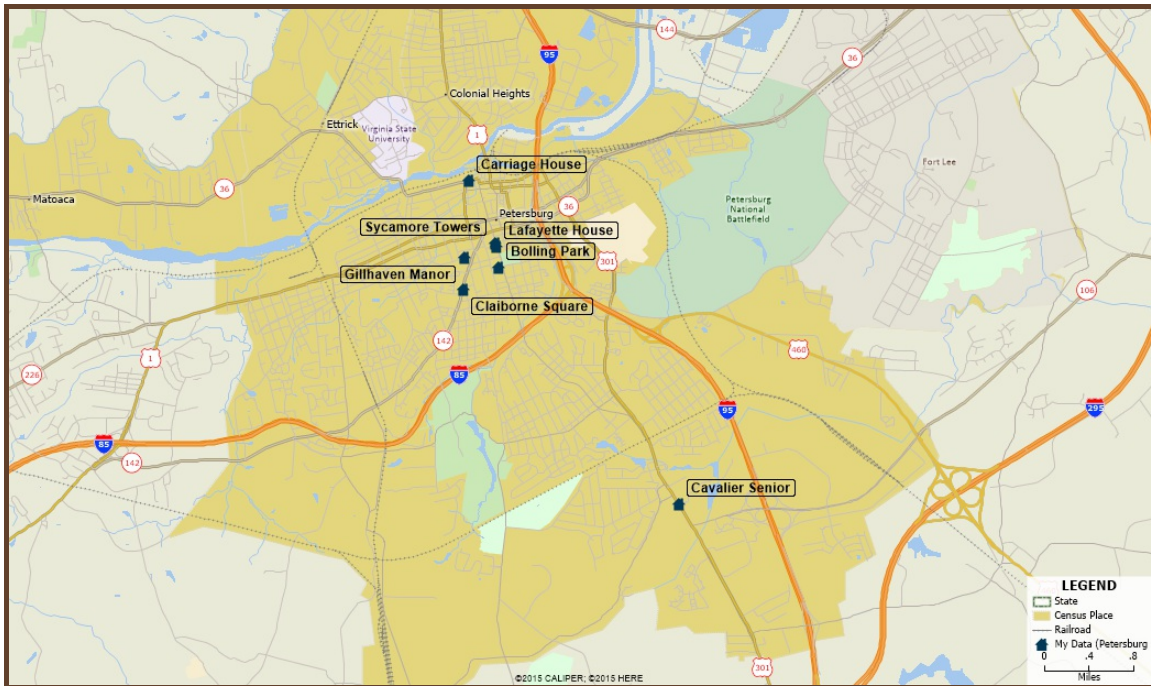 95
144
36
36
Colonial Heights
Ettrick
Virginia State
University
1
Carriage House
Fort Lee
36
Matoaca
Petersburg
National
Battlefield
36
Petersburg
Sycamore Towers
Lafayette House
Bolling Park
301
Gillhaven Manor
106
Claiborne Square
142
460
1
226
85
95
295
85
142
Cavalier Senior
LEGEND
State
Census Place
Railroad
My Data (Petersburg
0 .4 .8
Miles
301
©2015 CALIPER; ©2015 HERE